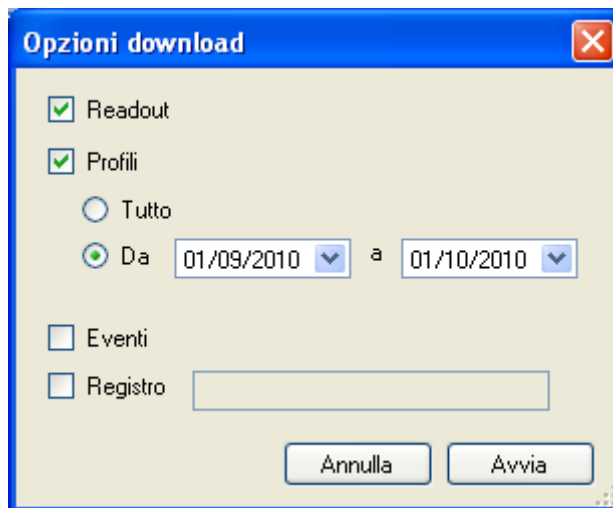 Opzioni download
Readout
Profili
Tutto
Da 01/09/2010 a 01/10/2010
Eventi
Registro
Annulla Avvia